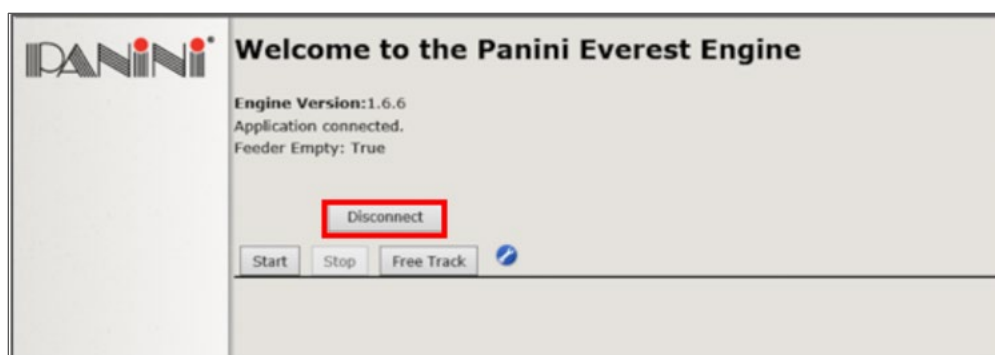 PANINI
Welcome to the Panini Everest Engine
Engine Version:1.6.6
Application connected.
Feeder Empty: True
Disconnect
Start Stop Free Track